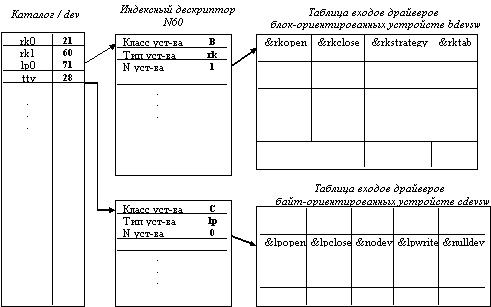 Каталог / dev
Индексный дескриптор
N60
Таблица входов драйверов
блок-ориентированных устройств bdevsw
rk0 21
rk1 60
lp0 71
tty 28
Класс уст-ва B
Тип уст-ва rk
N уст-ва 1
&rkopen &rkclose &rkstrategy &rktab
Таблица входов драйверов
байт-ориентированных устройств cdevsw
Класс уст-ва C
Тип уст-ва lp
N уст-ва 0
&lpopen &lpclose &nodev &lpwrite &nulldev